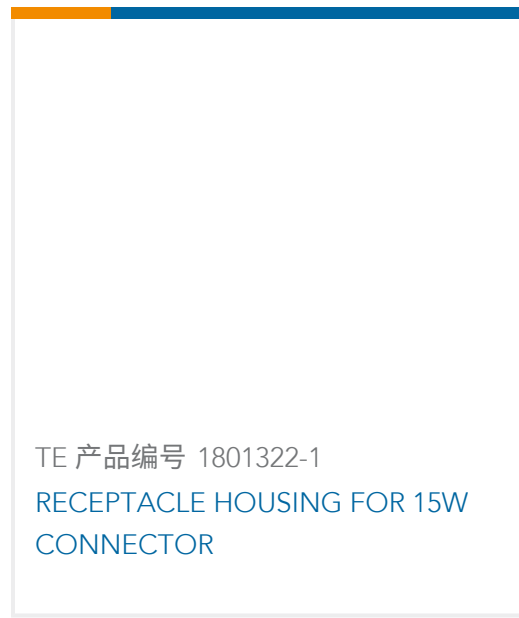 TE 产品编号 1801322-1
RECEPTACLE HOUSING FOR 15W
CONNECTOR